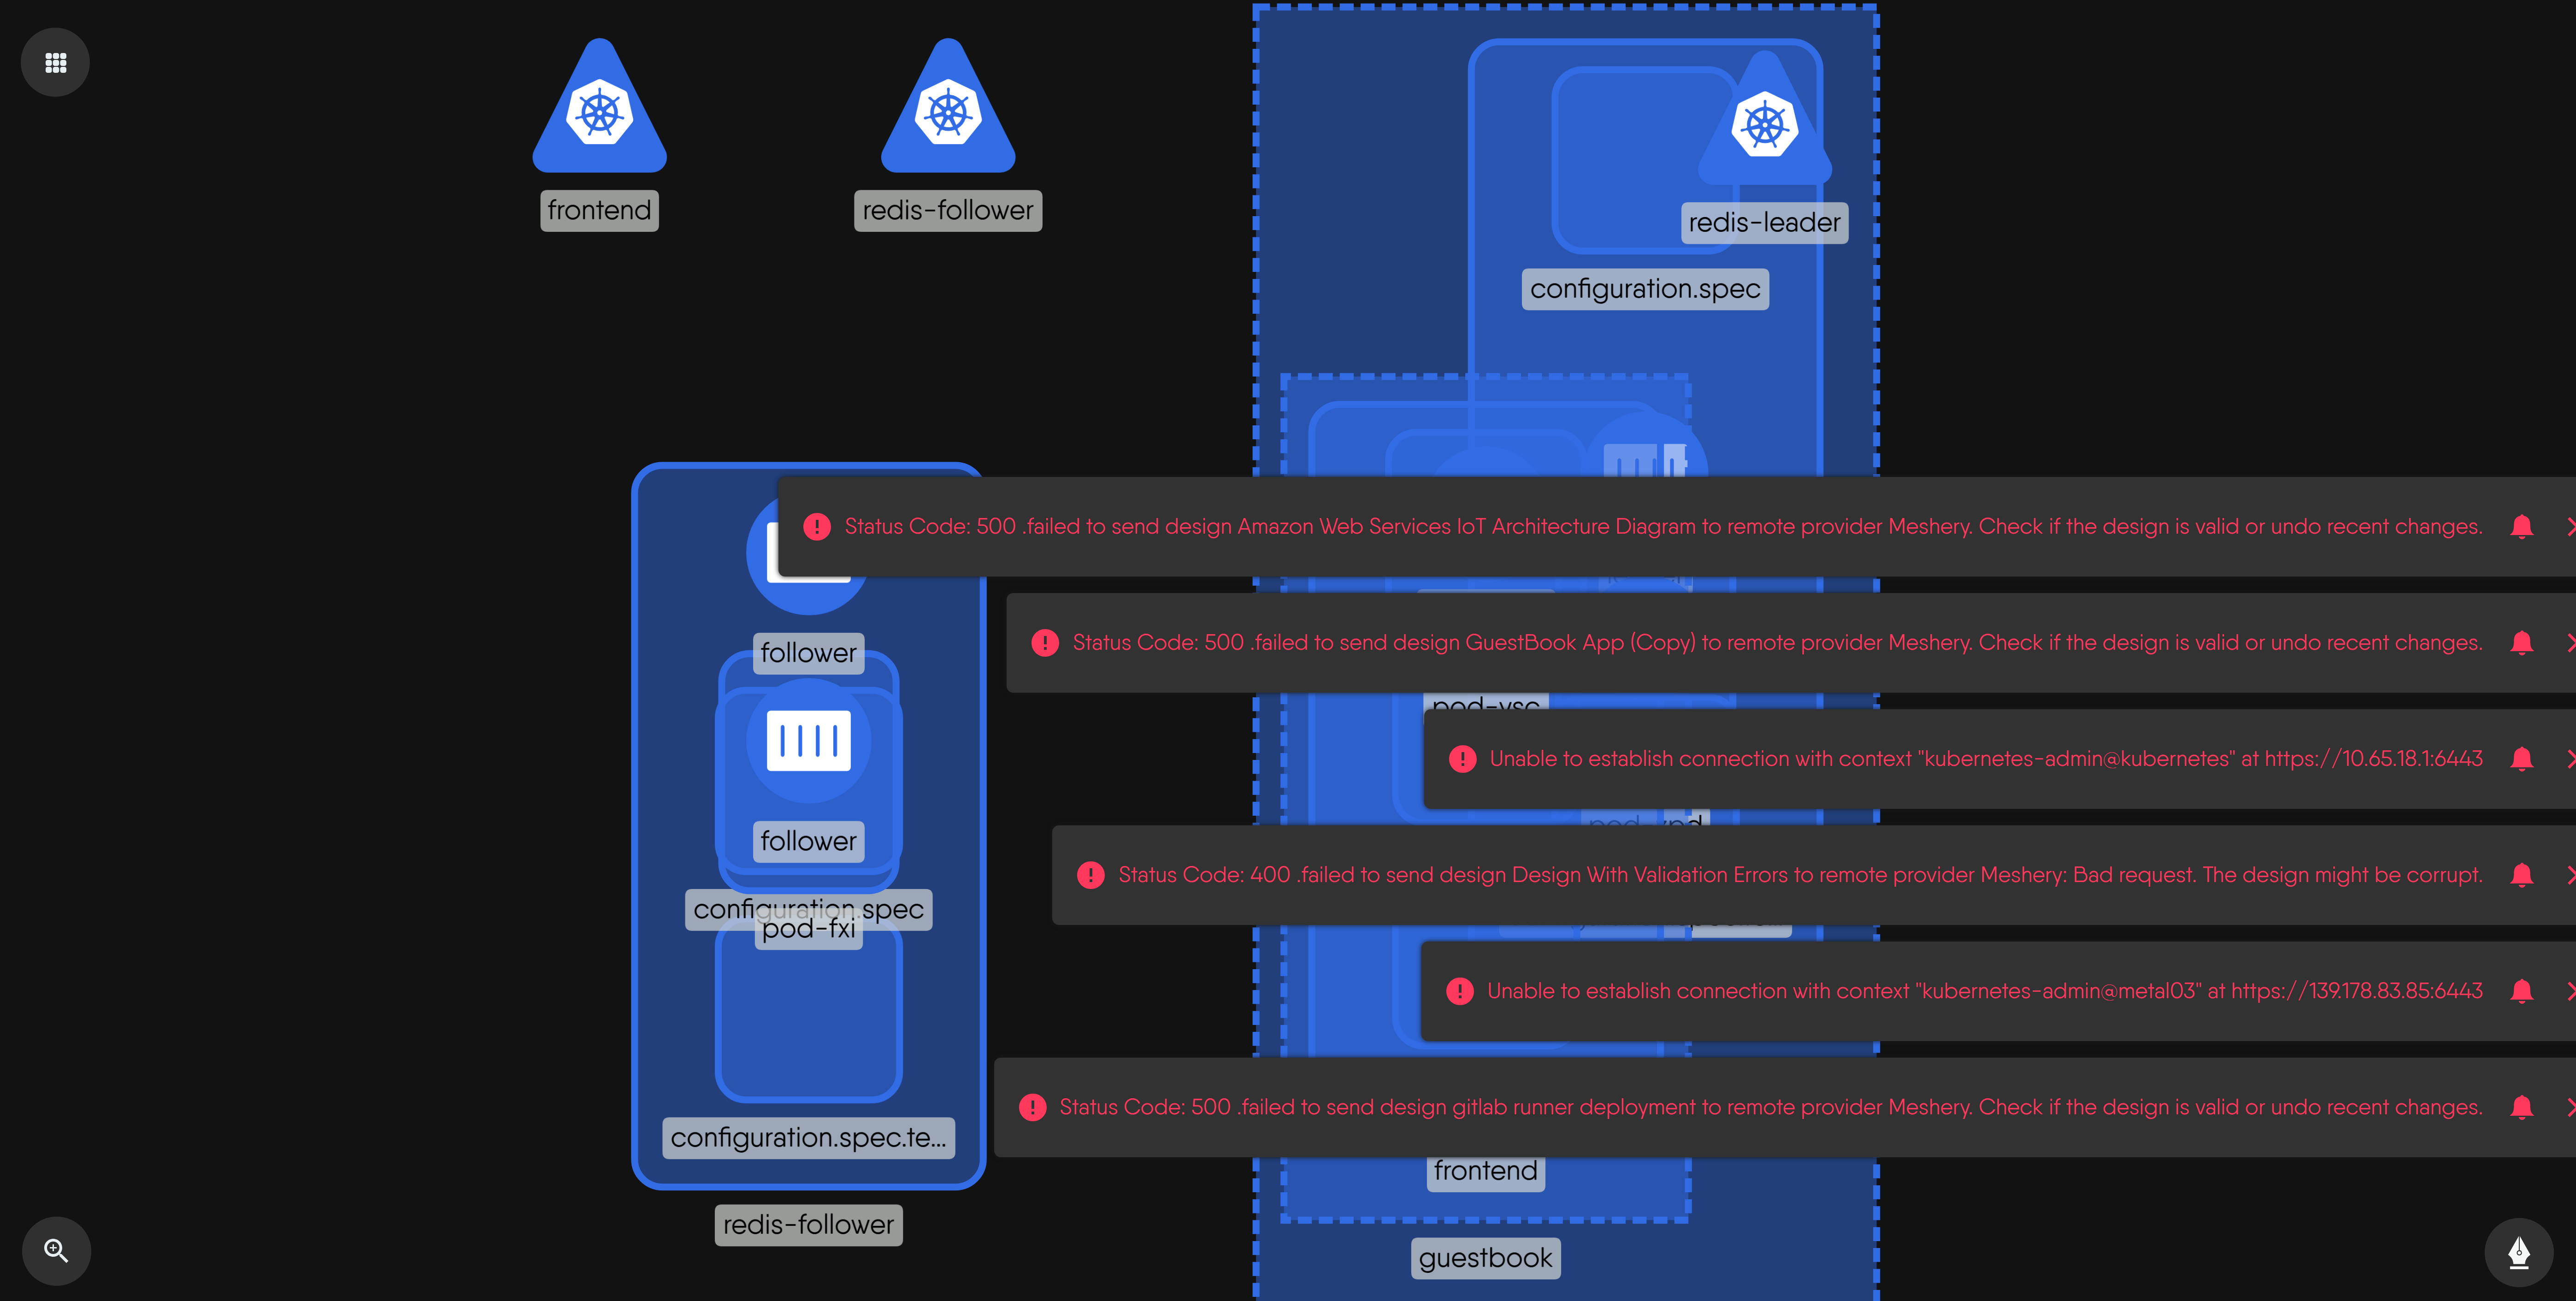 frontend
redis-follower
redis-leader
configuration.spec
Status Code: 500 .failed to send design Amazon Web Services IoT Architecture Diagram to remote provider Meshery. Check if the design is valid or undo recent changes.
Status Code: 500 .failed to send design GuestBook App (Copy) to remote provider Meshery. Check if the design is valid or undo recent changes.
follower
pod-vsc
Unable to establish connection with context "kubernetes-admin@kubernetes" at https://10.65.18.1:6443
follower
Status Code: 400 .failed to send design Design With Validation Errors to remote provider Meshery: Bad request. The design might be corrupt.
configuration.spec
pod-fxi
Unable to establish connection with context "kubernetes-admin@metal03" at https://139.178.83.85:6443
Status Code: 500 .failed to send design gitlab runner deployment to remote provider Meshery. Check if the design is valid or undo recent changes.
configuration.spec.te...
frontend
redis-follower
guestbook